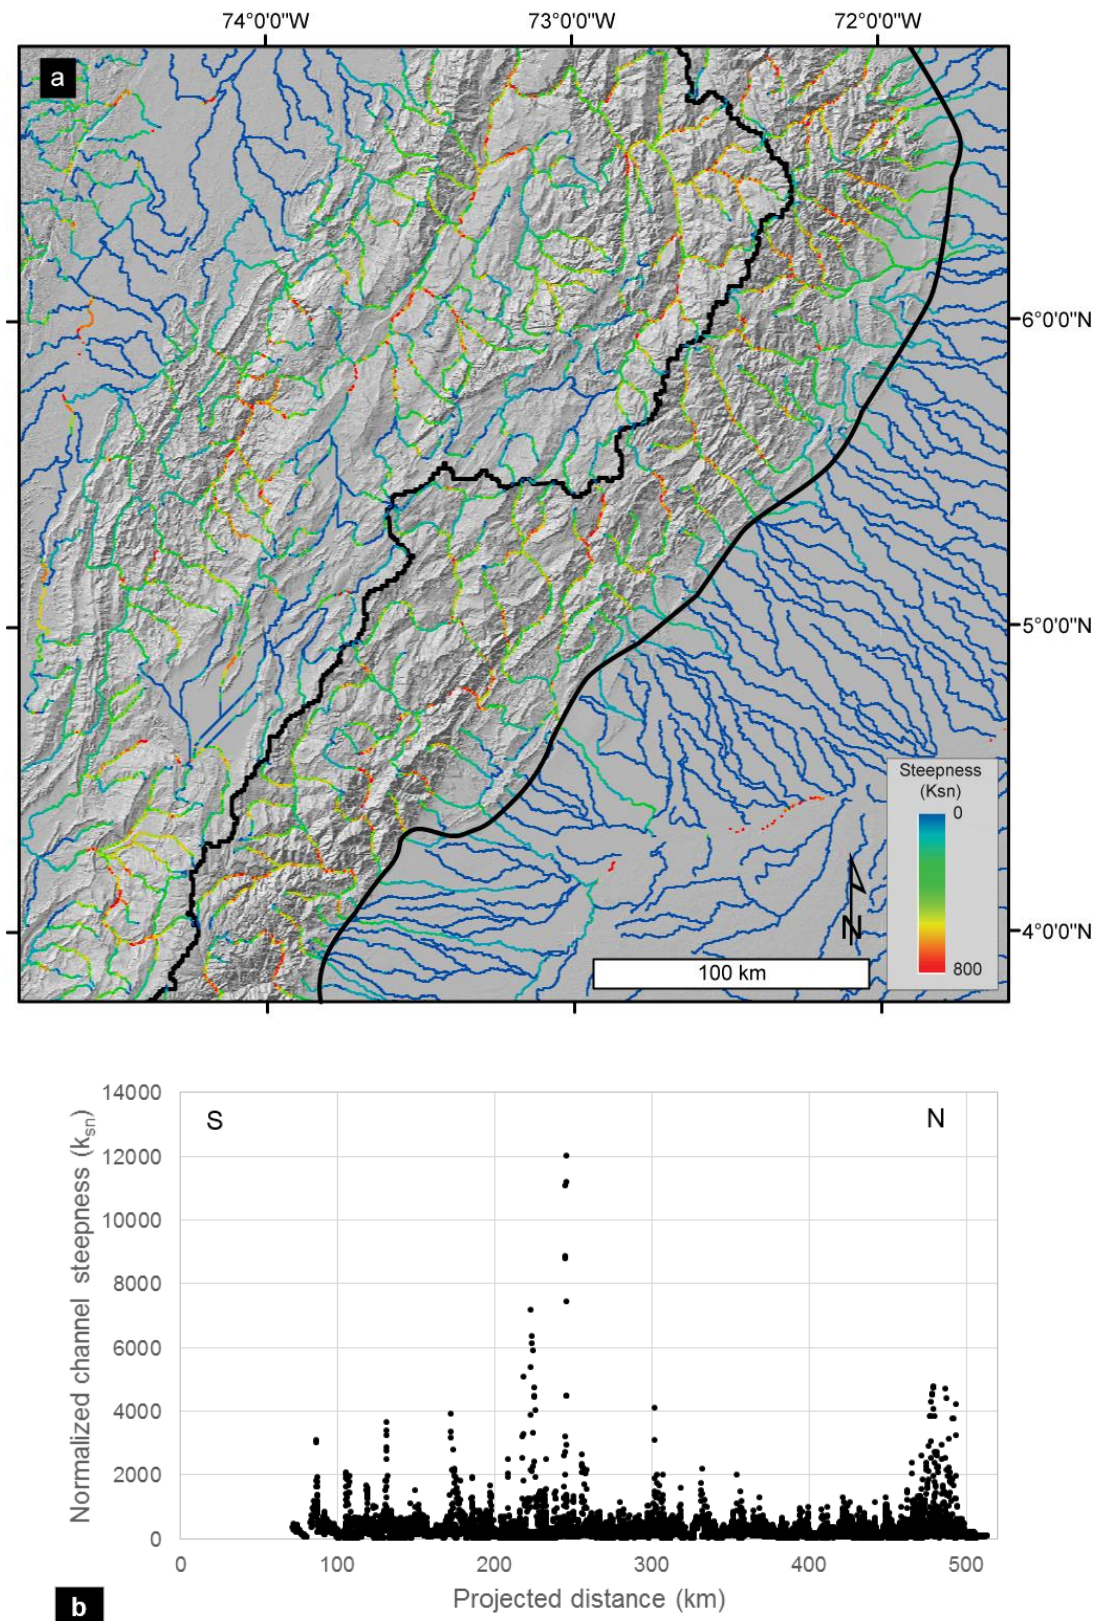 74°0'0"W 73°0'0"W 72°0'0"W
a
6°0'0"N
5°0'0"N
Steepness
(Ksn)
0
800
4°0'0"N
N
100 km
14000
12000
10000
8000
6000
4000
2000
0
Normalized channel steepness (ksn)
S N
0 100 200 300 400 500
Projected distance (km)
b